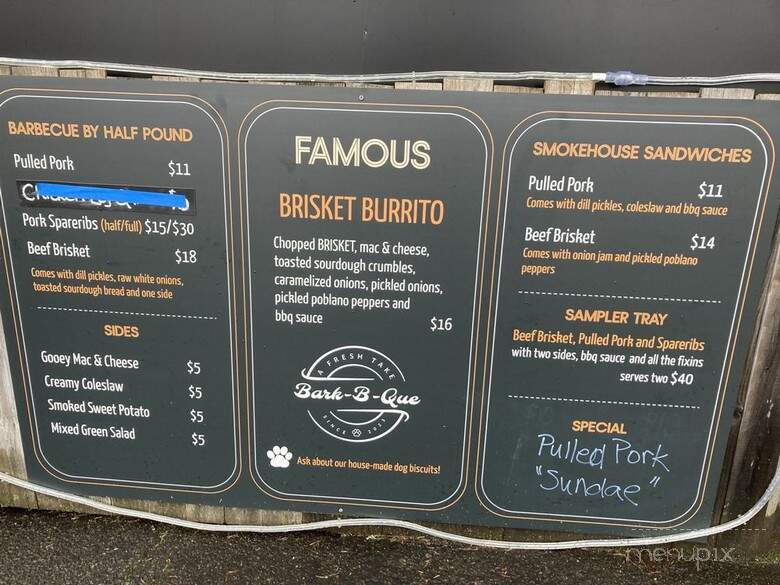 BARBECUE BY HALF POUND
Pulled Pork $11
Pork Spareribs (half/full) $15/$30
Beef Brisket $18
Comes with dill pickles, raw white onions,
toasted sourdough bread and one side
SIDES
Gooey Mac & Cheese $5
Creamy Coleslaw $5
Smoked Sweet Potato $5
Mixed Green Salad $5
FAMOUS
BRISKET BURRITO
Chopped BRISKET, mac & cheese,
toasted sourdough crumbles,
caramelized onions, pickled onions,
pickled poblano peppers and
bbq sauce $16
A FRESH TAKE
Bark-B-Que
SINCE 2021
Ask about our house-made dog biscuits!
SMOKEHOUSE SANDWICHES
Pulled Pork $11
Comes with dill pickles, coleslaw and bbq sauce
Beef Brisket $14
Comes with onion jam and pickled poblano
peppers
SAMPLER TRAY
Beef Brisket, Pulled Pork and Spareribs
with two sides, bbq sauce and all the fixins
serves two $40
SPECIAL
Pulled Pork
"Sundae"
menupix